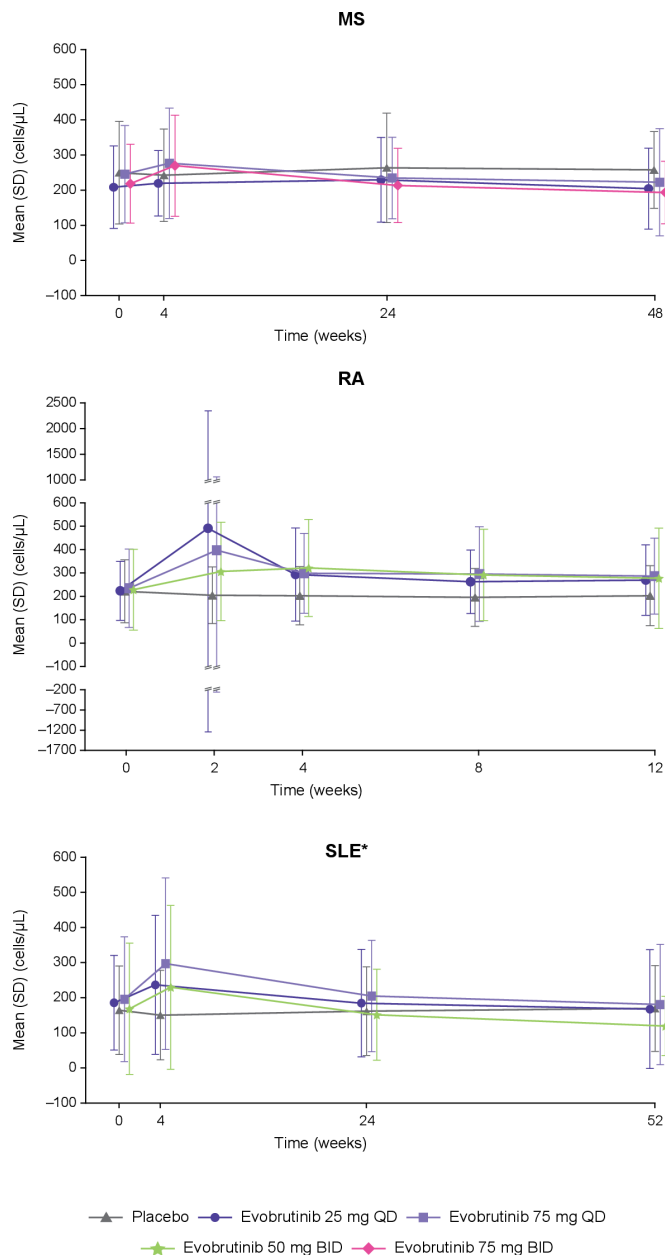 MS
Mean (SD) (cells/μL)
600
500
400
300
200
100
0
–100
0 4 24 48
Time (weeks)
RA
Mean (SD) (cells/μL)
2500
2000
1500
1000
600
500
400
300
200
100
0
–100
–200
–700
–1200
–1700
0 2 4 8 12
Time (weeks)
SLE*
Mean (SD) (cells/μL)
600
500
400
300
200
100
0
–100
0 4 24 52
Time (weeks)
Placebo Evobrutinib 25 mg QD Evobrutinib 75 mg QD
Evobrutinib 50 mg BID Evobrutinib 75 mg BID